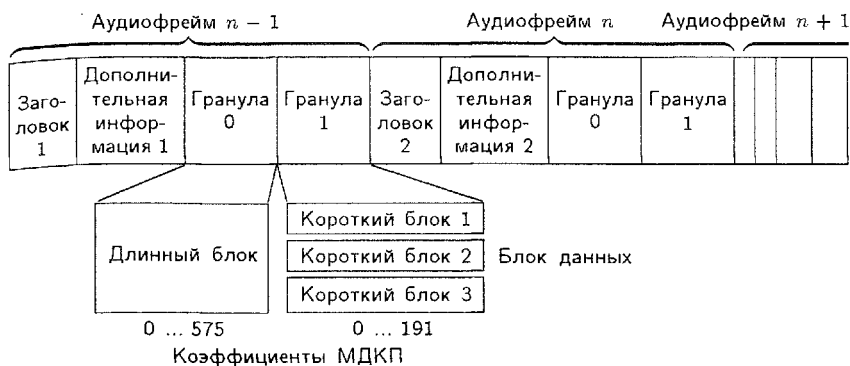 Аудиофрейм n − 1
Аудиофрейм n
Аудиофрейм n + 1
Заго-
ловок
1
Дополни-
тельная
инфор-
мация 1
Гранула
0
Гранула
1
Заго-
ловок
2
Дополни-
тельная
инфор-
мация 2
Гранула
0
Гранула
1
Длинный блок
Короткий блок 1
Короткий блок 2
Короткий блок 3
Блок данных
0 ... 575
0 ... 191
Коэффициенты МДКП